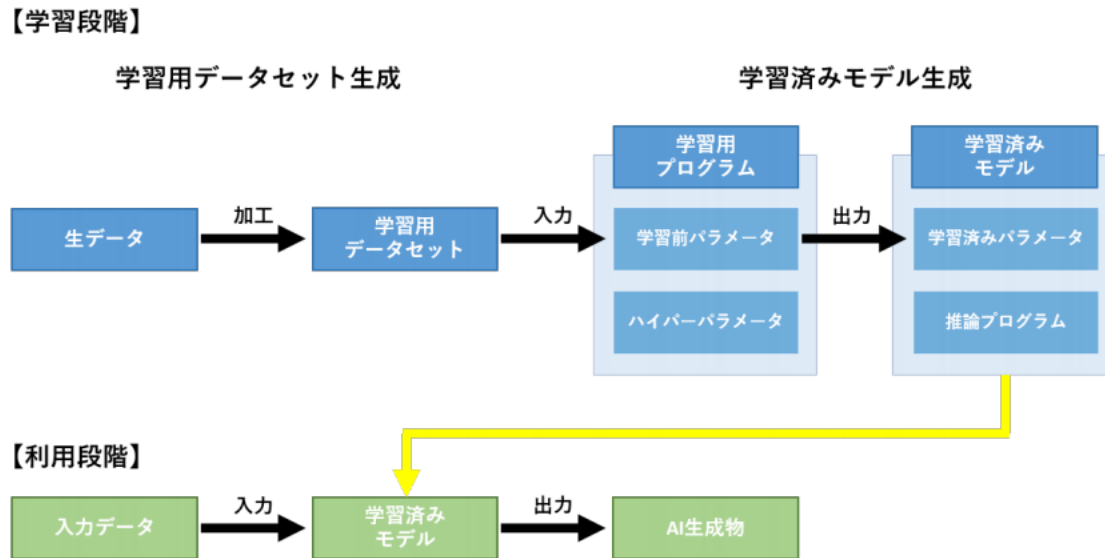 【学習段階】
学習用データセット生成
学習済みモデル生成
学習用
プログラム
学習済み
モデル
生データ
加工
学習用
データセット
入力
学習前パラメータ
出力
学習済みパラメータ
ハイパーパラメータ
推論プログラム
【利用段階】
入力データ
入力
学習済み
モデル
出力
AI生成物